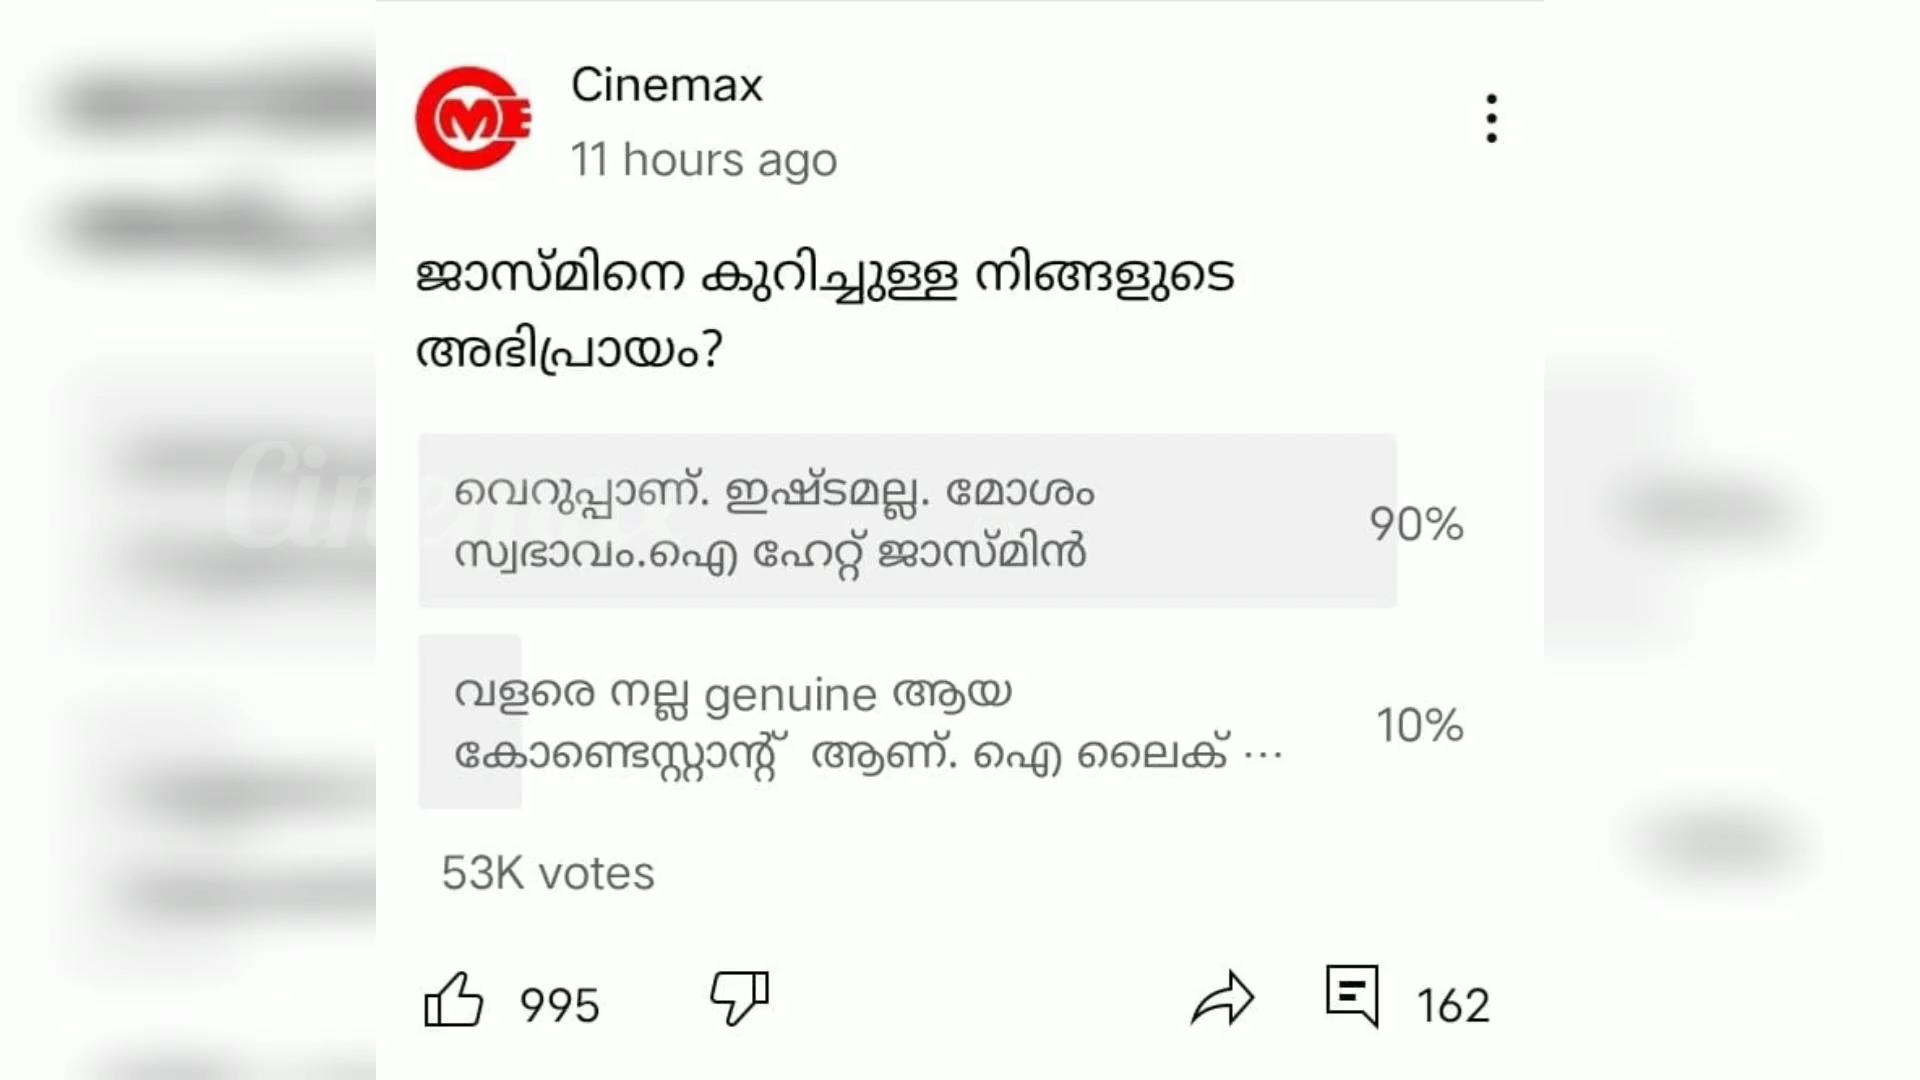 Cinemax
11 hours ago
ജാസ്മിനെ കുറിച്ചുള്ള നിങ്ങളുടെ
അഭിപ്രായം?
വെറുപ്പാണ്. ഇഷ്ടമല്ല. മോശം
സ്വഭാവം.ഐ ഹേറ്റ് ജാസ്മിൻ
90%
വളരെ നല്ല genuine ആയ
കോണ്ടെസ്റ്റാന്റ് ആണ്. ഐ ലൈക് ...
10%
53K votes
995
162